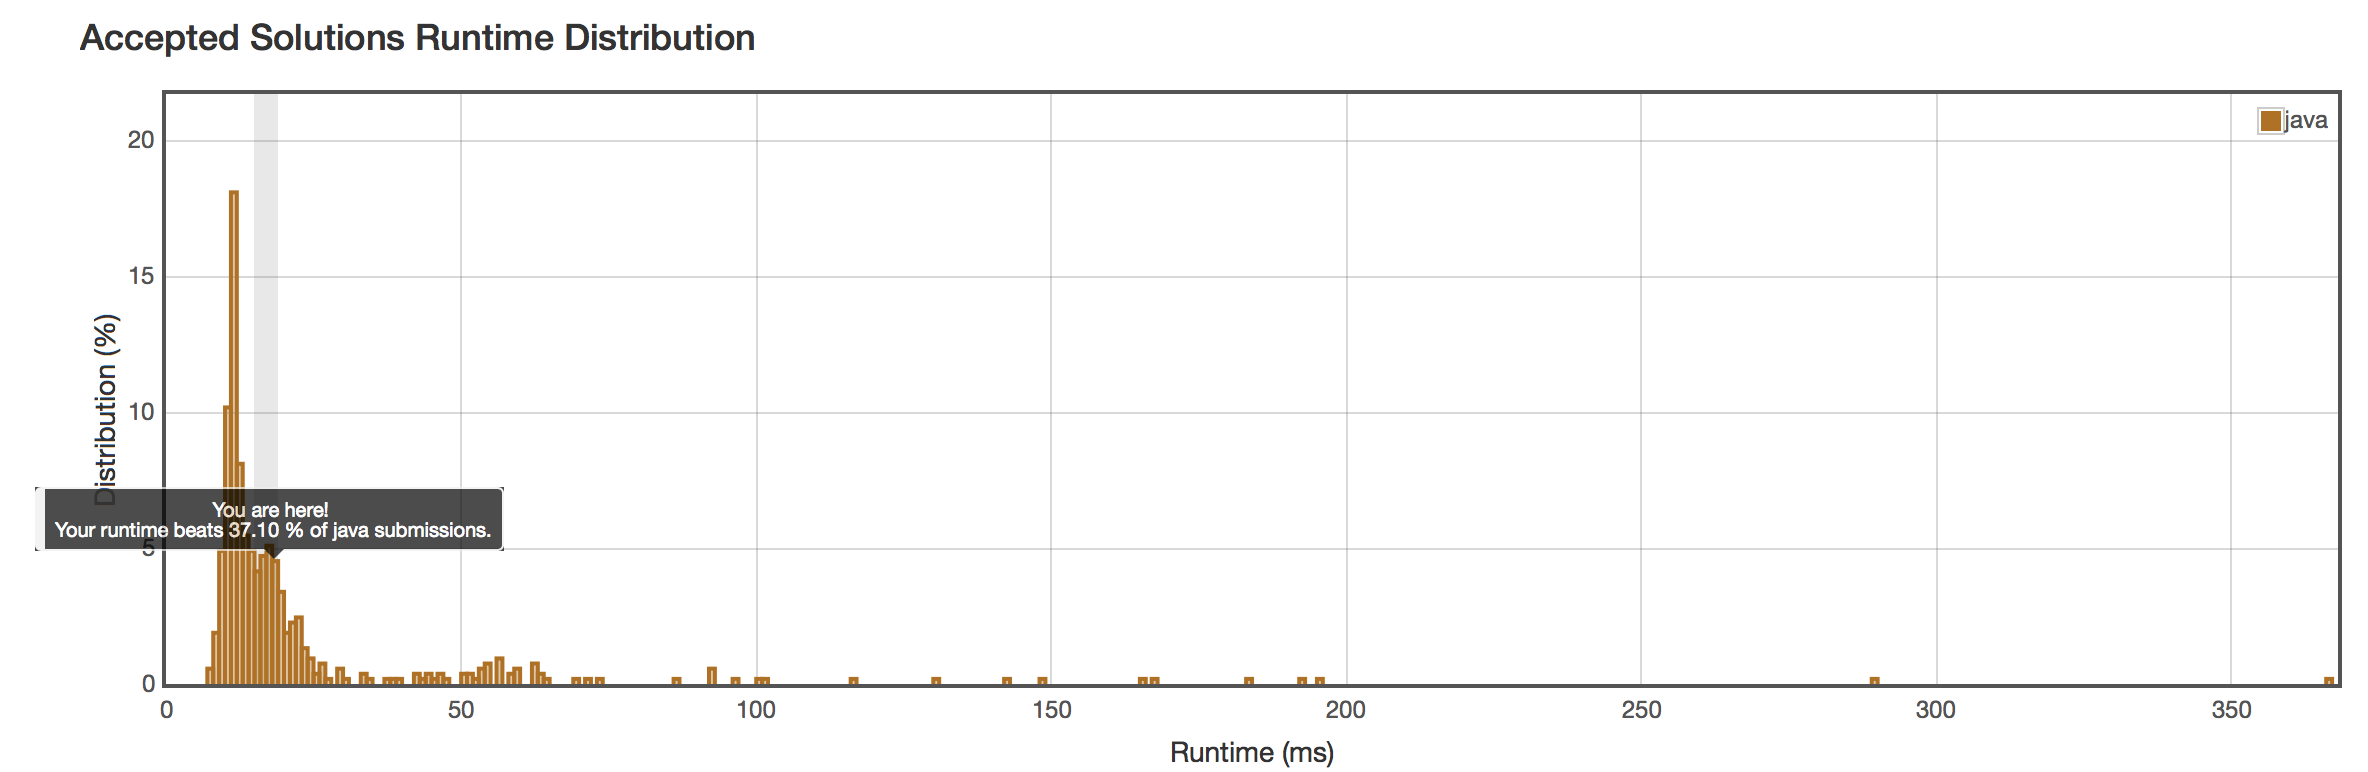 Accepted Solutions Runtime Distribution
java
20
15
10
5
0
Distribution (%)
You are here!
Your runtime beats 37.10 % of java submissions.
0 50 100 150 200 250 300 350
Runtime (ms)